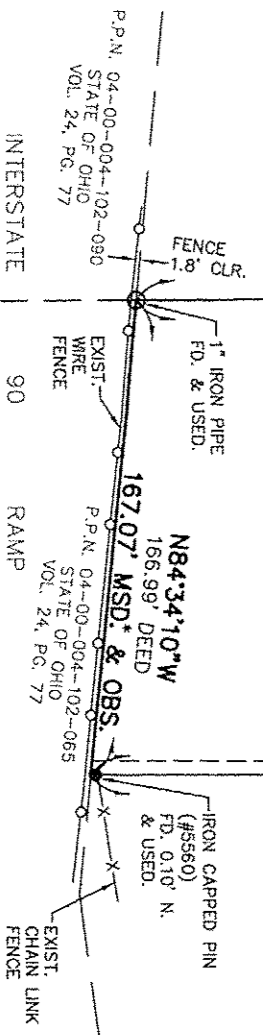 P.P.N. 04-00-004-102-090
STATE OF OHIO
VOL. 24, PG. 77
INTERSTATE 90 RAMP
FENCE
1.8' CLR.
1" IRON PIPE
FD. & USED.
EXIST.
WIRE
FENCE
N84°34'10"W
166.99' DEED
167.07' MSD.* & OBS.
P.P.N. 04-00-004-102-065
STATE OF OHIO
VOL. 24, PG. 77
IRON CAPPED PIN
(#5560)
FD. 0.10' N.
& USED.
X
X
EXIST.
CHAIN LINK
FENCE